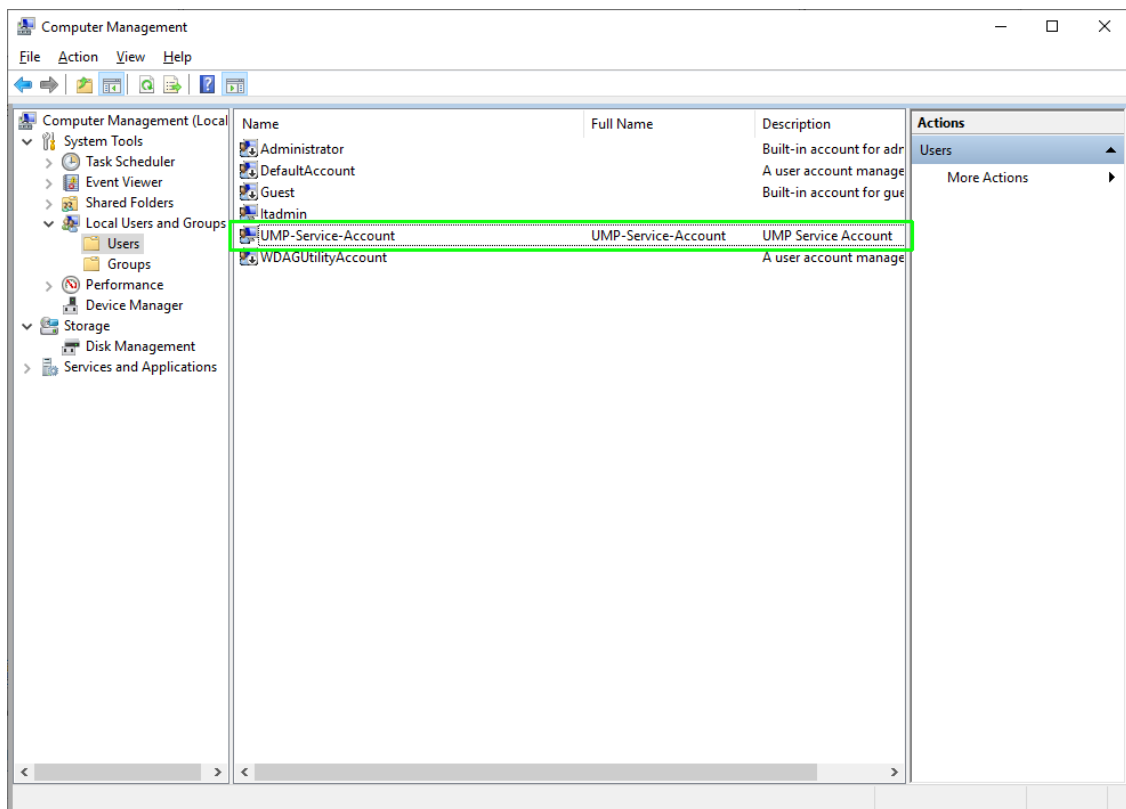 Computer Management
File Action View Help
Computer Management (Local
System Tools
Task Scheduler
Event Viewer
Shared Folders
Local Users and Groups
Users
Groups
Performance
Device Manager
Storage
Disk Management
Services and Applications
Name Full Name Description
Administrator Built-in account for adr
DefaultAccount A user account manage
Guest Built-in account for gue
ltadmin
UMP-Service-Account UMP-Service-Account UMP Service Account
WDAGUtilityAccount A user account manage
Actions
Users
More Actions